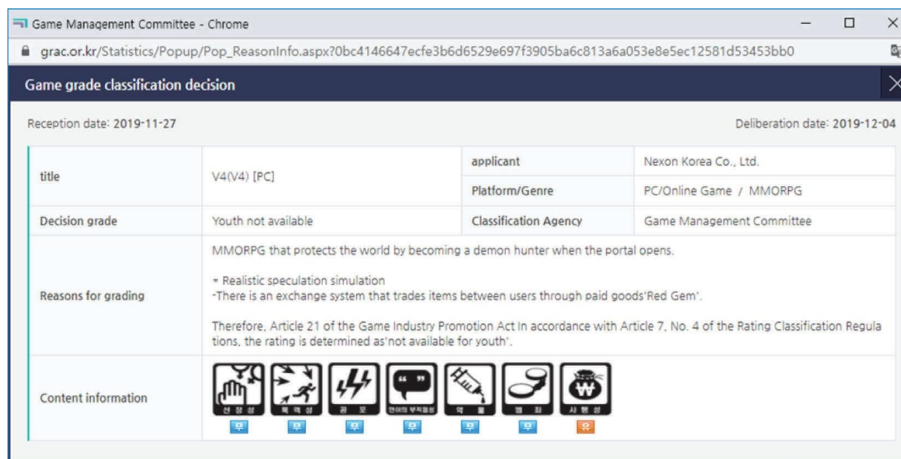 Game Management Committee - Chrome
grac.or.kr/Statistics/Popup/Pop_ReasonInfo.aspx?0bc4146647ecfe3b6d6529e697f3905ba6c813a6a053e8e5ec12581d53453bb0
Game grade classification decision
Reception date: 2019-11-27
Deliberation date: 2019-12-04
title
V4(V4) [PC]
applicant
Nexon Korea Co., Ltd.
Platform/Genre
PC/Online Game / MMORPG
Decision grade
Youth not available
Classification Agency
Game Management Committee
Reasons for grading
MMORPG that protects the world by becoming a demon hunter when the portal opens.
= Realistic speculation simulation
-There is an exchange system that trades items between users through paid goods'Red Gem'.
Therefore, Article 21 of the Game Industry Promotion Act In accordance with Article 7, No. 4 of the Rating Classification Regula
tions, the rating is determined as'not available for youth'.
Content information
선정성 폭력성 공포 언어의 부적절성 약물 범죄 사행성
무 무 무 무 무 무 유